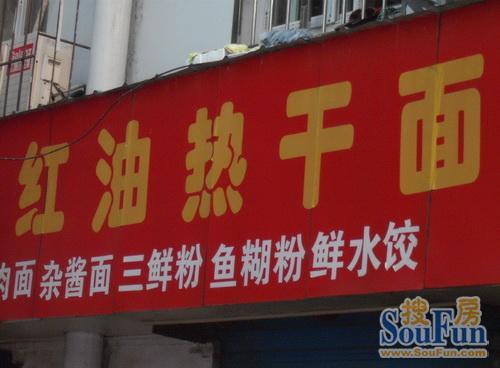 红油热干面
肉面 杂酱面 三鲜粉 鱼糊粉 鲜水饺
搜房
SouFun
www.SouFun.com